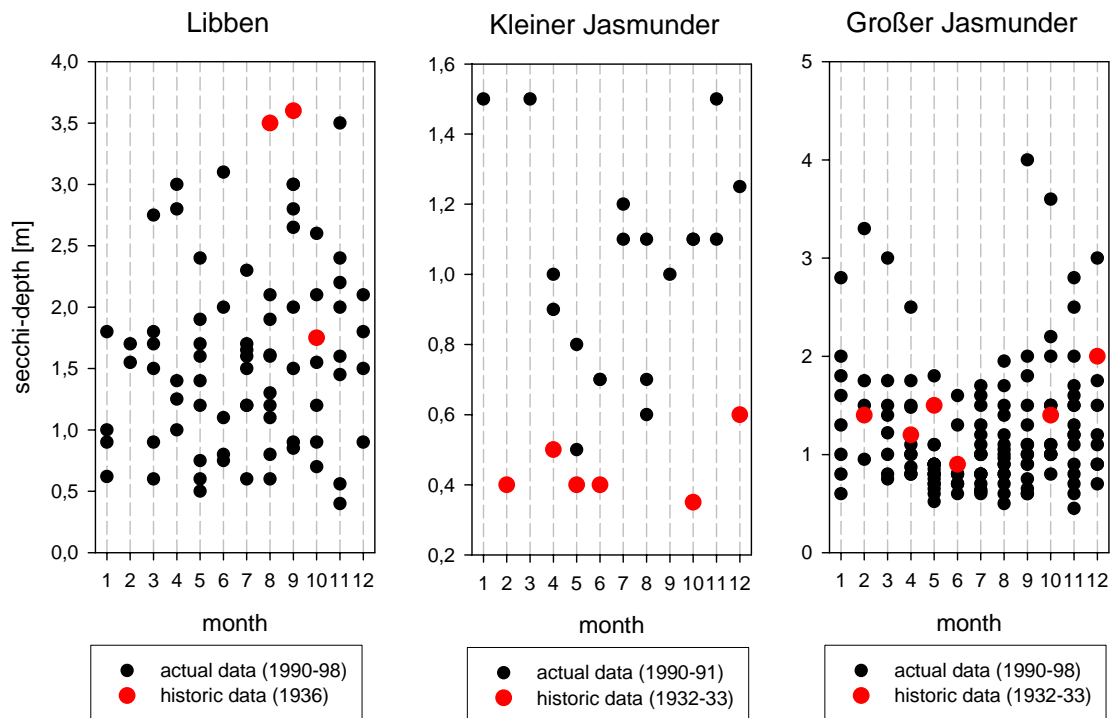 Libben
Kleiner Jasmunder
Großer Jasmunder
secchi-depth [m]
4,0
3,5
3,0
2,5
2,0
1,5
1,0
0,5
0,0
1 2 3 4 5 6 7 8 9 10 11 12
month
1,6
1,4
1,2
1,0
0,8
0,6
0,4
0,2
1 2 3 4 5 6 7 8 9 10 11 12
month
5
4
3
2
1
0
1 2 3 4 5 6 7 8 9 10 11 12
month
actual data (1990-98)
historic data (1936)
actual data (1990-91)
historic data (1932-33)
actual data (1990-98)
historic data (1932-33)